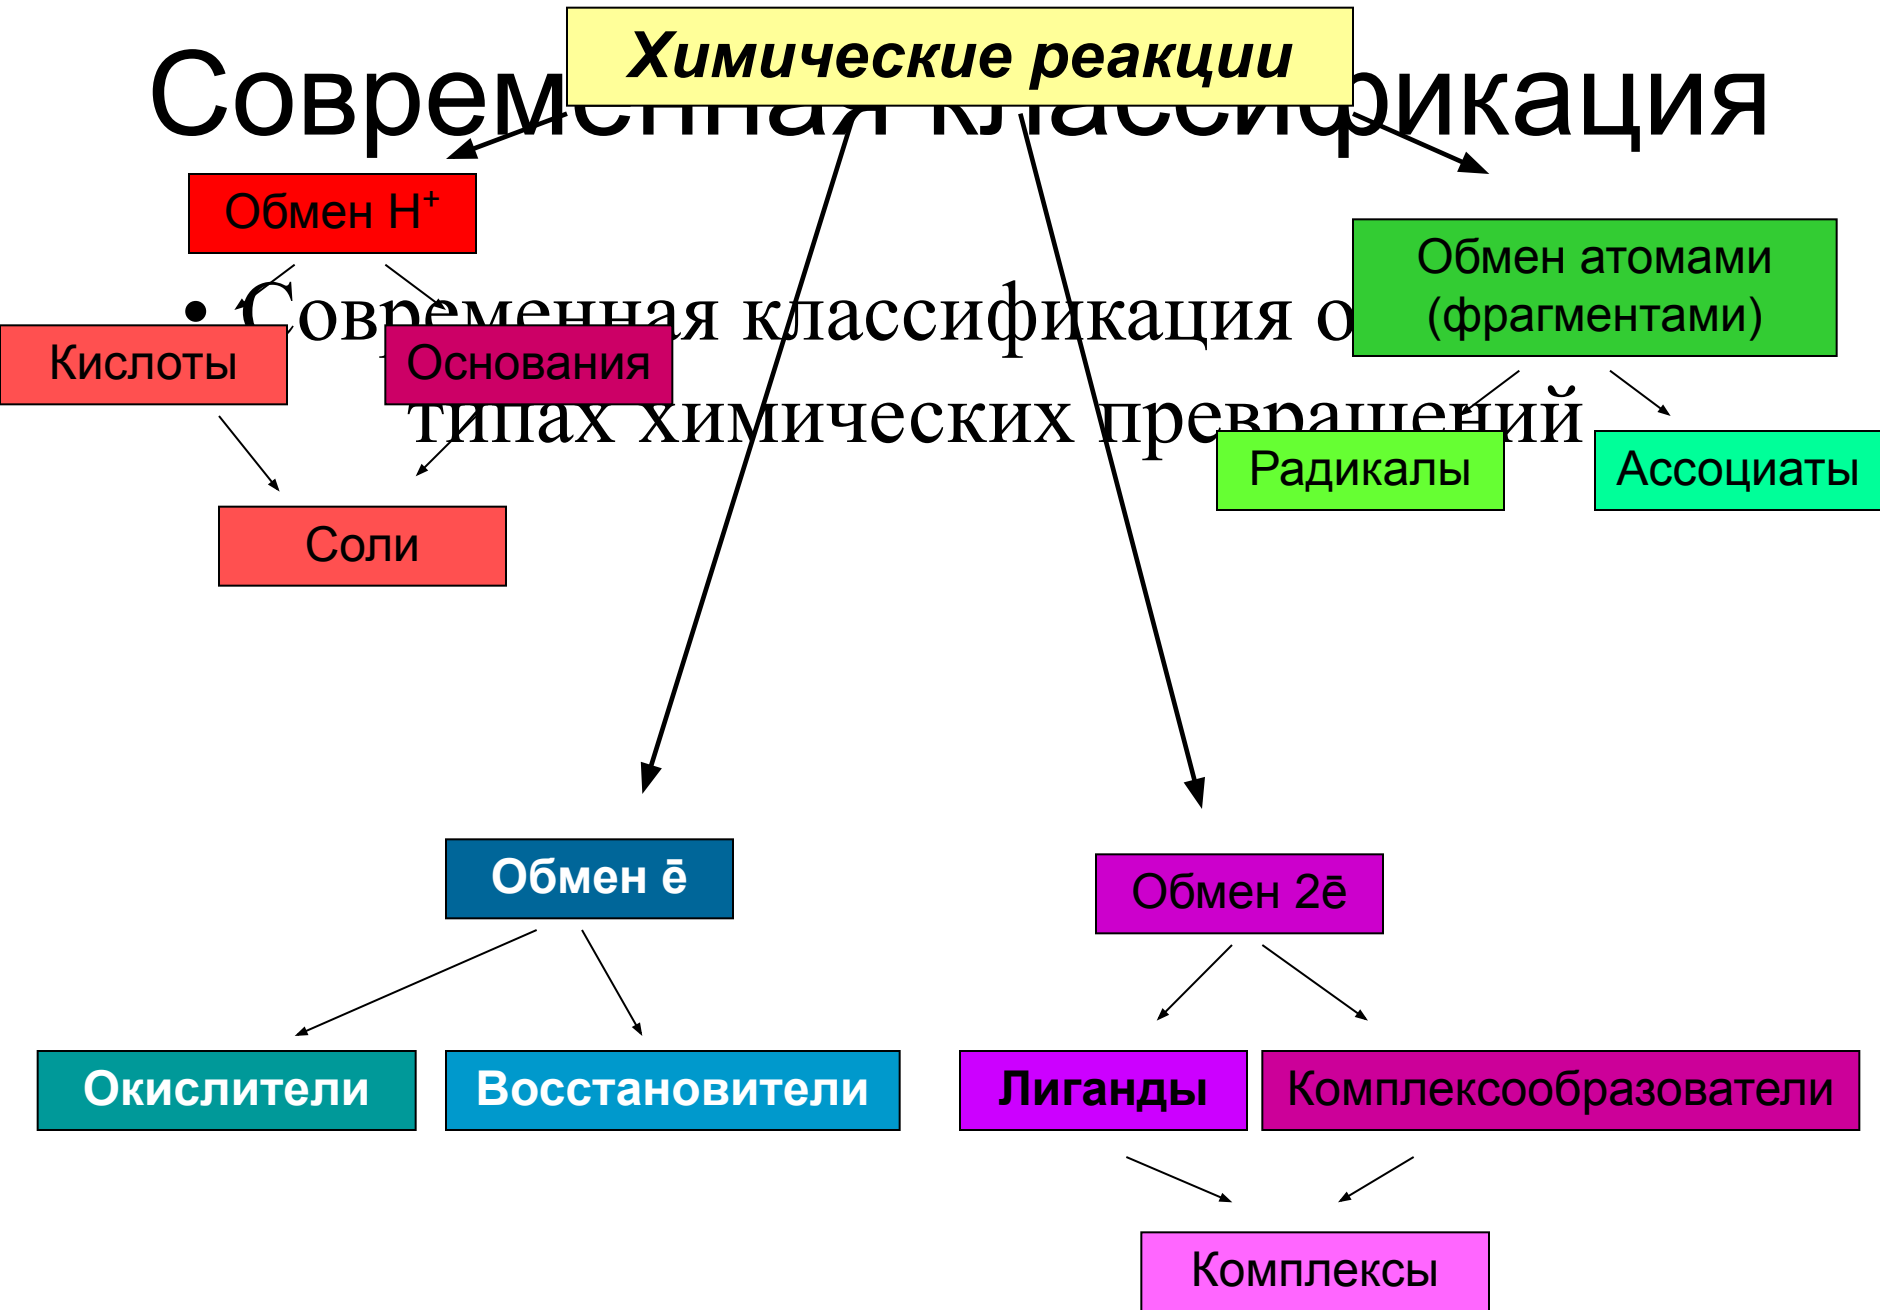 Химические реакции
Современная классификация
Обмен H⁺
Обмен атомами
(фрагментами)
• Современная классификация о
типах химических превращений
Кислоты
Основания
Радикалы
Ассоциаты
Соли
Обмен ē
Обмен 2ē
Окислители
Восстановители
Лиганды
Комплексообразователи
Комплексы